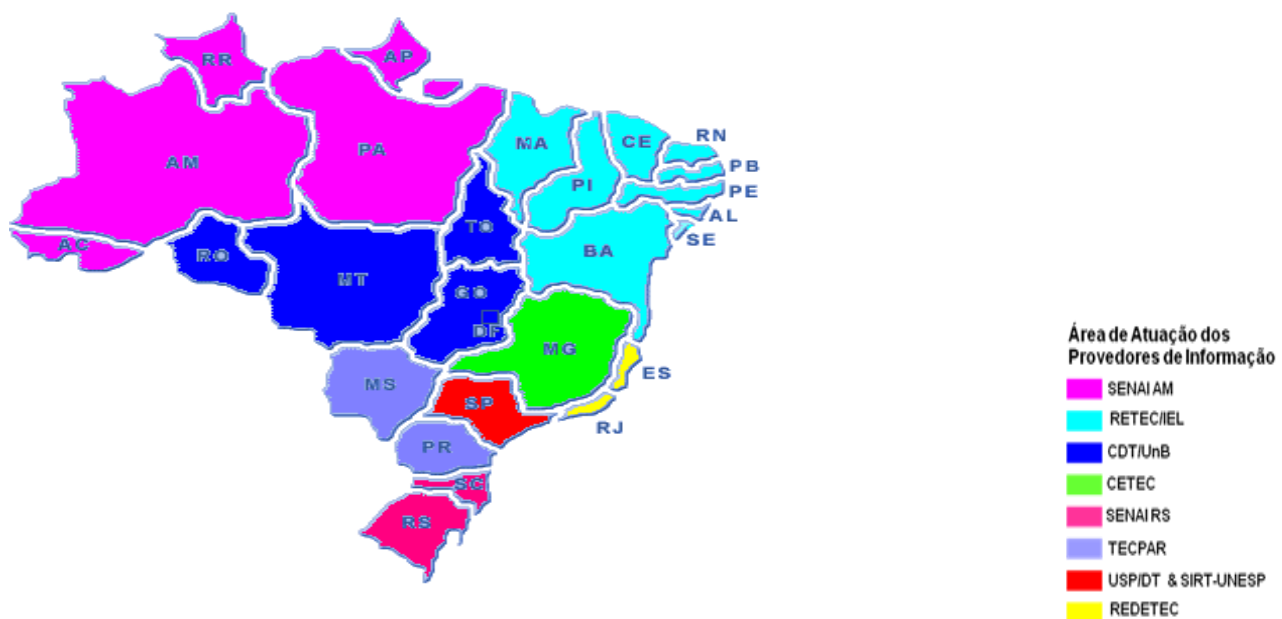 RR
AP
AM
PA
MA
CE
RN
PB
PI
PE
AL
SE
AC
RO
MT
TO
BA
GO
DF
MG
MS
ES
SP
RJ
PR
SC
RS
Área de Atuação dos
Provedores de Informação
SENAI AM
RETEC/IEL
CDT/UnB
CETEC
SENAI RS
TECPAR
USP/DT & SIRT-UNESP
REDETEC